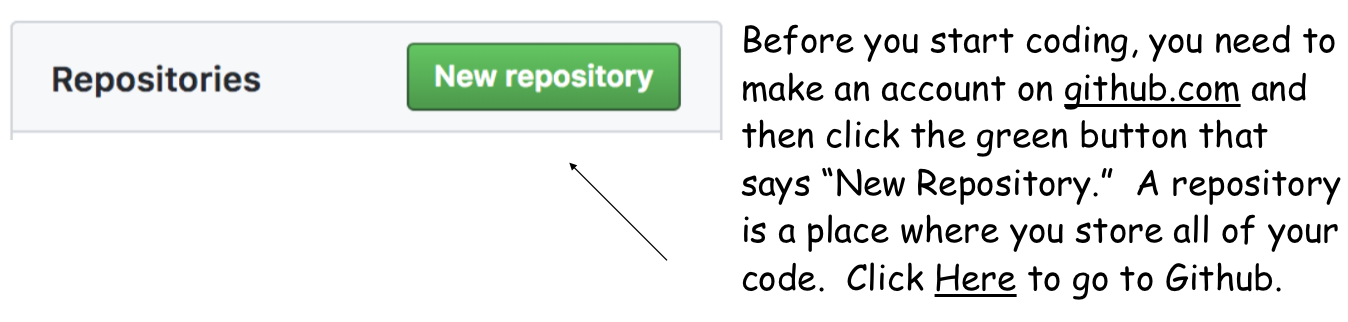 Repositories
New repository
Before you start coding, you need to
make an account on github.com and
then click the green button that
says “New Repository.”  A repository
is a place where you store all of your
code.  Click Here to go to Github.